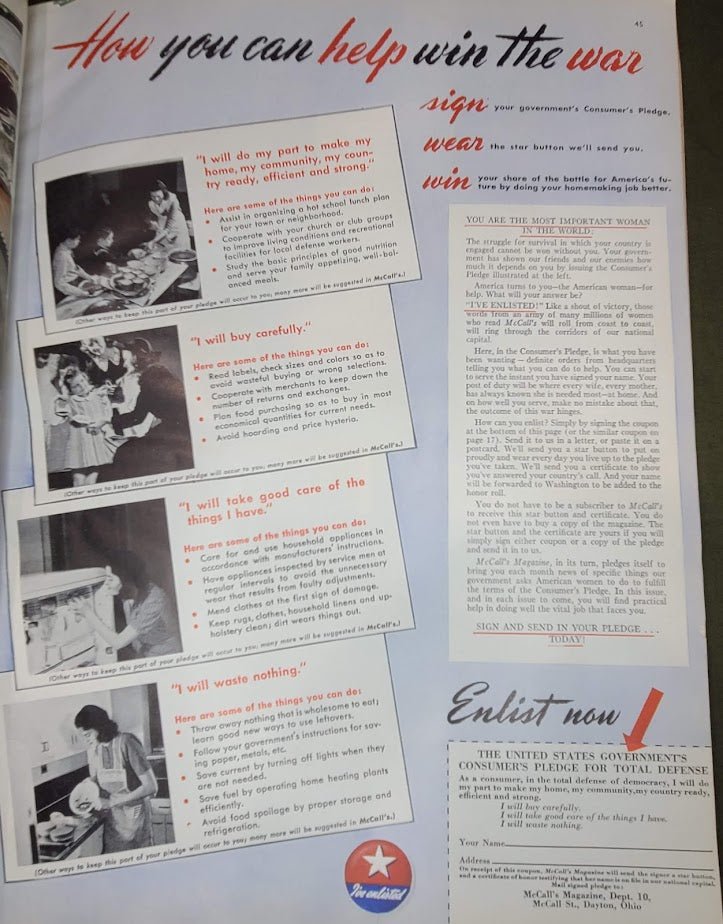 45
How you can help win the war
sign your government's Consumer's Pledge.
wear the star button we'll send you.
win your share of the battle for America's fu-
ture by doing your homemaking job better.
"I will do my part to make my
home, my community, my coun-
try ready, efficient and strong."
Here are some of the things you can do:
• Assist in organizing a hot school lunch plan
for your town or neighborhood.
• Cooperate with your church or club groups
to improve living conditions and recreational
facilities for local defense workers.
• Study the basic principles of good nutrition
and serve your family appetizing, well-bal-
anced meals.
(Other ways to keep this part of your pledge will occur to you; many more will be suggested in McCall's.)
"I will buy carefully."
Here are some of the things you can do:
• Read labels, check sizes and colors so as to
avoid wasteful buying or wrong selections.
• Cooperate with merchants to keep down the
number of returns and exchanges.
• Plan food purchasing so as to buy in most
economical quantities for current needs.
• Avoid hoarding and price hysteria.
(Other ways to keep this part of your pledge will occur to you; many more will be suggested in McCall's.)
"I will take good care of the
things I have."
Here are some of the things you can do:
• Care for and use household appliances in
accordance with manufacturers' instructions.
• Have appliances inspected by service men at
regular intervals to avoid the unnecessary
wear that results from faulty adjustments.
• Mend clothes at the first sign of damage.
• Keep rugs, clothes, household linens and up-
holstery clean; dirt wears things out.
(Other ways to keep this part of your pledge will occur to you; many more will be suggested in McCall's.)
"I will waste nothing."
Here are some of the things you can do:
• Throw away nothing that is wholesome to eat;
learn good new ways to use leftovers.
• Follow your government's instructions for sav-
ing paper, metals, etc.
• Save current by turning off lights when they
are not needed.
• Save fuel by operating home heating plants
efficiently.
• Avoid food spoilage by proper storage and
refrigeration.
(Other ways to keep this part of your pledge will occur to you; many more will be suggested in McCall's.)
I've enlisted
YOU ARE THE MOST IMPORTANT WOMAN
IN THE WORLD:
The struggle for survival in which your country is
engaged cannot be won without you. Your govern-
ment has shown our friends and our enemies how
much it depends on you by issuing the Consumer's
Pledge illustrated at the left.
America turns to you—the American woman—for
help. What will your answer be?
"I'VE ENLISTED!" Like a shout of victory, those
words from an army of many millions of women
who read McCall's will roll from coast to coast,
will ring through the corridors of our national
capital.
Here, in the Consumer's Pledge, is what you have
been wanting — definite orders from headquarters
telling you what you can do to help. You can start
to serve the instant you have signed your name. Your
post of duty will be where every wife, every mother,
has always known she is needed most—at home. And
on how well you serve, make no mistake about that,
the outcome of this war hinges.
How can you enlist? Simply by signing the coupon
at the bottom of this page (or the similar coupon on
page 17). Send it to us in a letter, or paste it on a
postcard. We'll send you a star button to put on
proudly and wear every day you live up to the pledge
you've taken. We'll send you a certificate to show
you've answered your country's call. And your name
will be forwarded to Washington to be added to the
honor roll.
You do not have to be a subscriber to McCall's
to receive this star button and certificate. You do
not even have to buy a copy of the magazine. The
star button and the certificate are yours if you will
simply sign either coupon or a copy of the pledge
and send it in to us.
McCall's Magazine, in its turn, pledges itself to
bring you each month news of specific things our
government asks American women to do to fulfill
the terms of the Consumer's Pledge. In this issue,
and in each issue to come, you will find practical
help in doing well the vital job that faces you.
SIGN AND SEND IN YOUR PLEDGE . . .
TODAY!
Enlist now
THE UNITED STATES GOVERNMENT'S
CONSUMER'S PLEDGE FOR TOTAL DEFENSE
As a consumer, in the total defense of democracy, I will do
my part to make my home, my community, my country ready,
efficient and strong.
I will buy carefully.
I will take good care of the things I have.
I will waste nothing.
Your Name
Address
On receipt of this coupon, McCall's Magazine will send the signer a star button,
and a certificate of honor testifying that her name is on file in our national capital.
Mail signed pledge to:
McCall's Magazine, Dept. 10,
McCall St., Dayton, Ohio